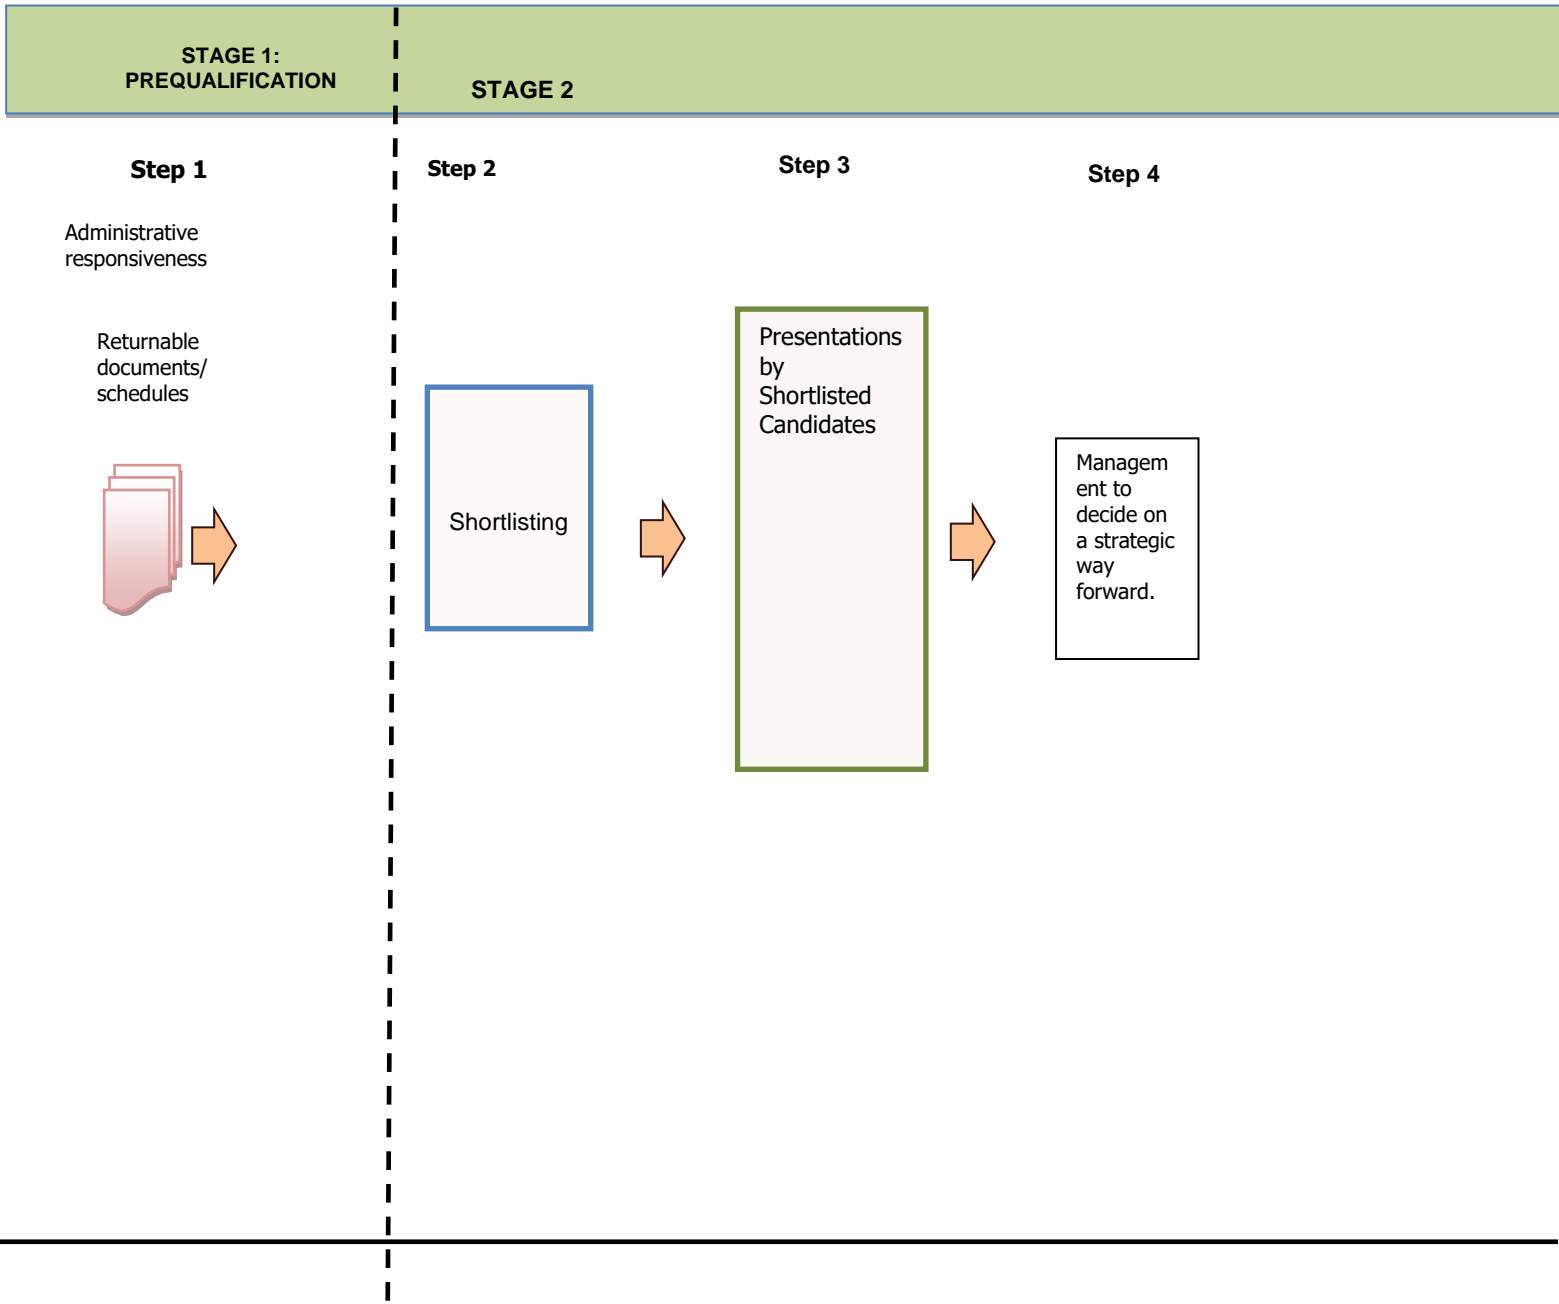 STAGE 1:
PREQUALIFICATION
STAGE 2
Step 1
Step 2
Step 3
Step 4
Administrative
responsiveness
Returnable
documents/
schedules
Shortlisting
Presentations
by
Shortlisted
Candidates
Managem
ent to
decide on
a strategic
way
forward.